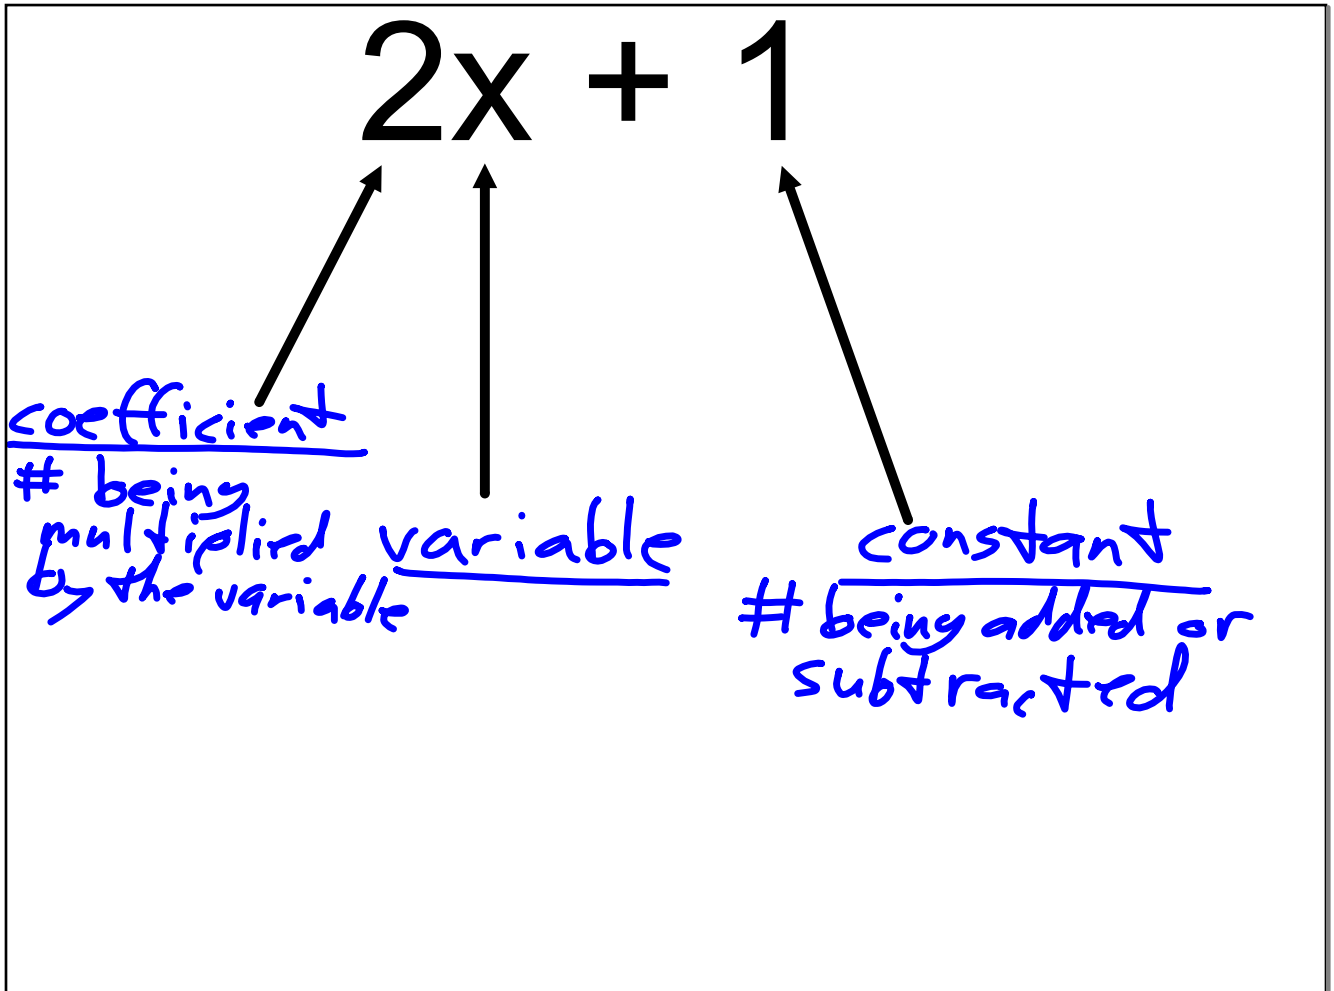 2x + 1
coefficient
# being
multiplied
by the variable
variable
constant
# being added or
subtracted